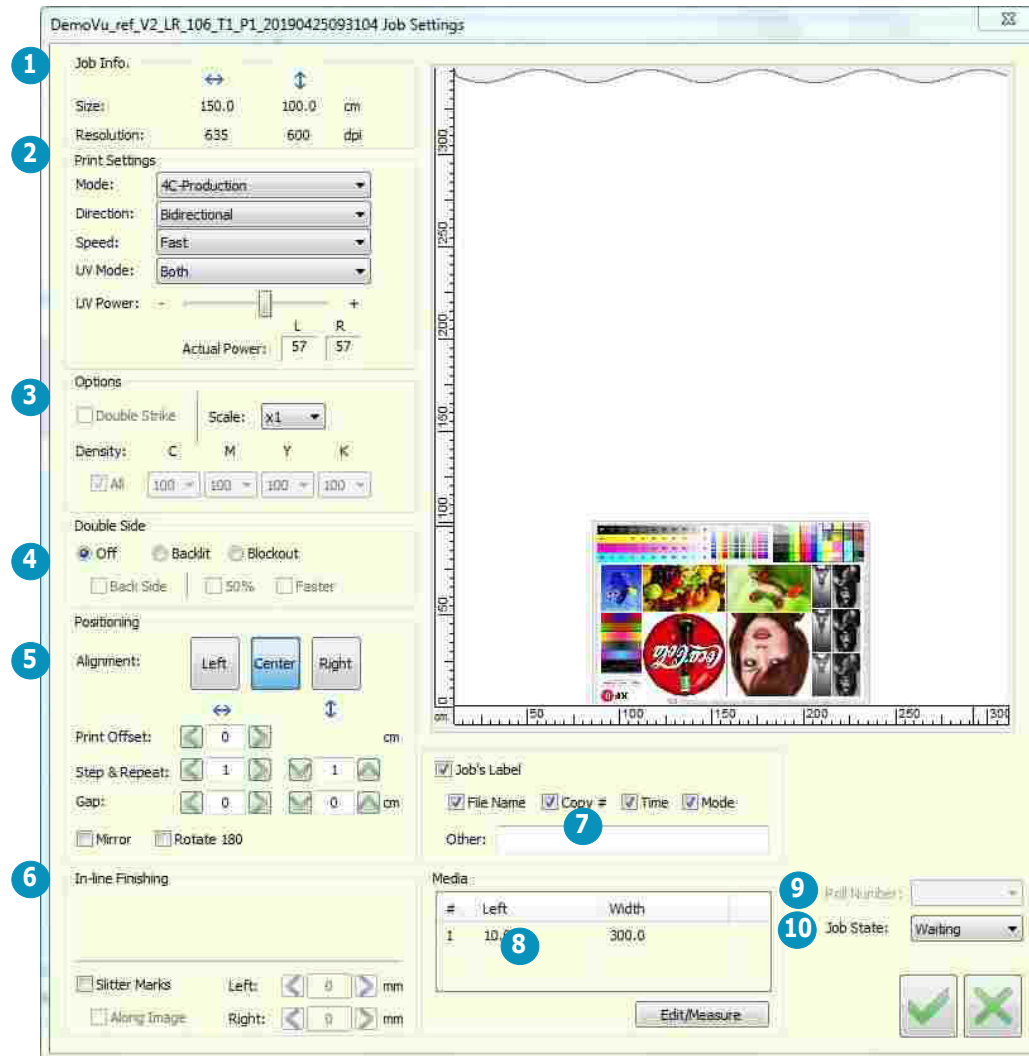 DemoVu_ref_V2_LR_106_T1_P1_20190425093104 Job Settings
1
Job Info.
Size: 150.0 100.0 cm
Resolution: 635 600 dpi
2
Print Settings
Mode: 4C-Production
Direction: Bidirectional
Speed: Fast
UV Mode: Both
UV Power: - +
L R
Actual Power: 57 57
3
Options
Double Strike Scale: x1
Density: C M Y K
All 100 100 100 100
4
Double Side
Off Backlit Blockout
Back Side 50% Faster
5
Positioning
Alignment: Left Center Right
Print Offset: 0 cm
Step & Repeat: 1 1
Gap: 0 0 cm
Mirror Rotate 180
6
In-line Finishing
Slitter Marks Left: 0 mm
Along Image Right: 0 mm
300
250
200
150
100
50
0
cm. 50 100 150 200 250 300
Coca-Cola
Job's Label
File Name Copy # Time Mode
7
Other:
Media
# Left Width
1 10. 300.0
8
Edit/Measure
9
Roll Number:
10
Job State: Waiting